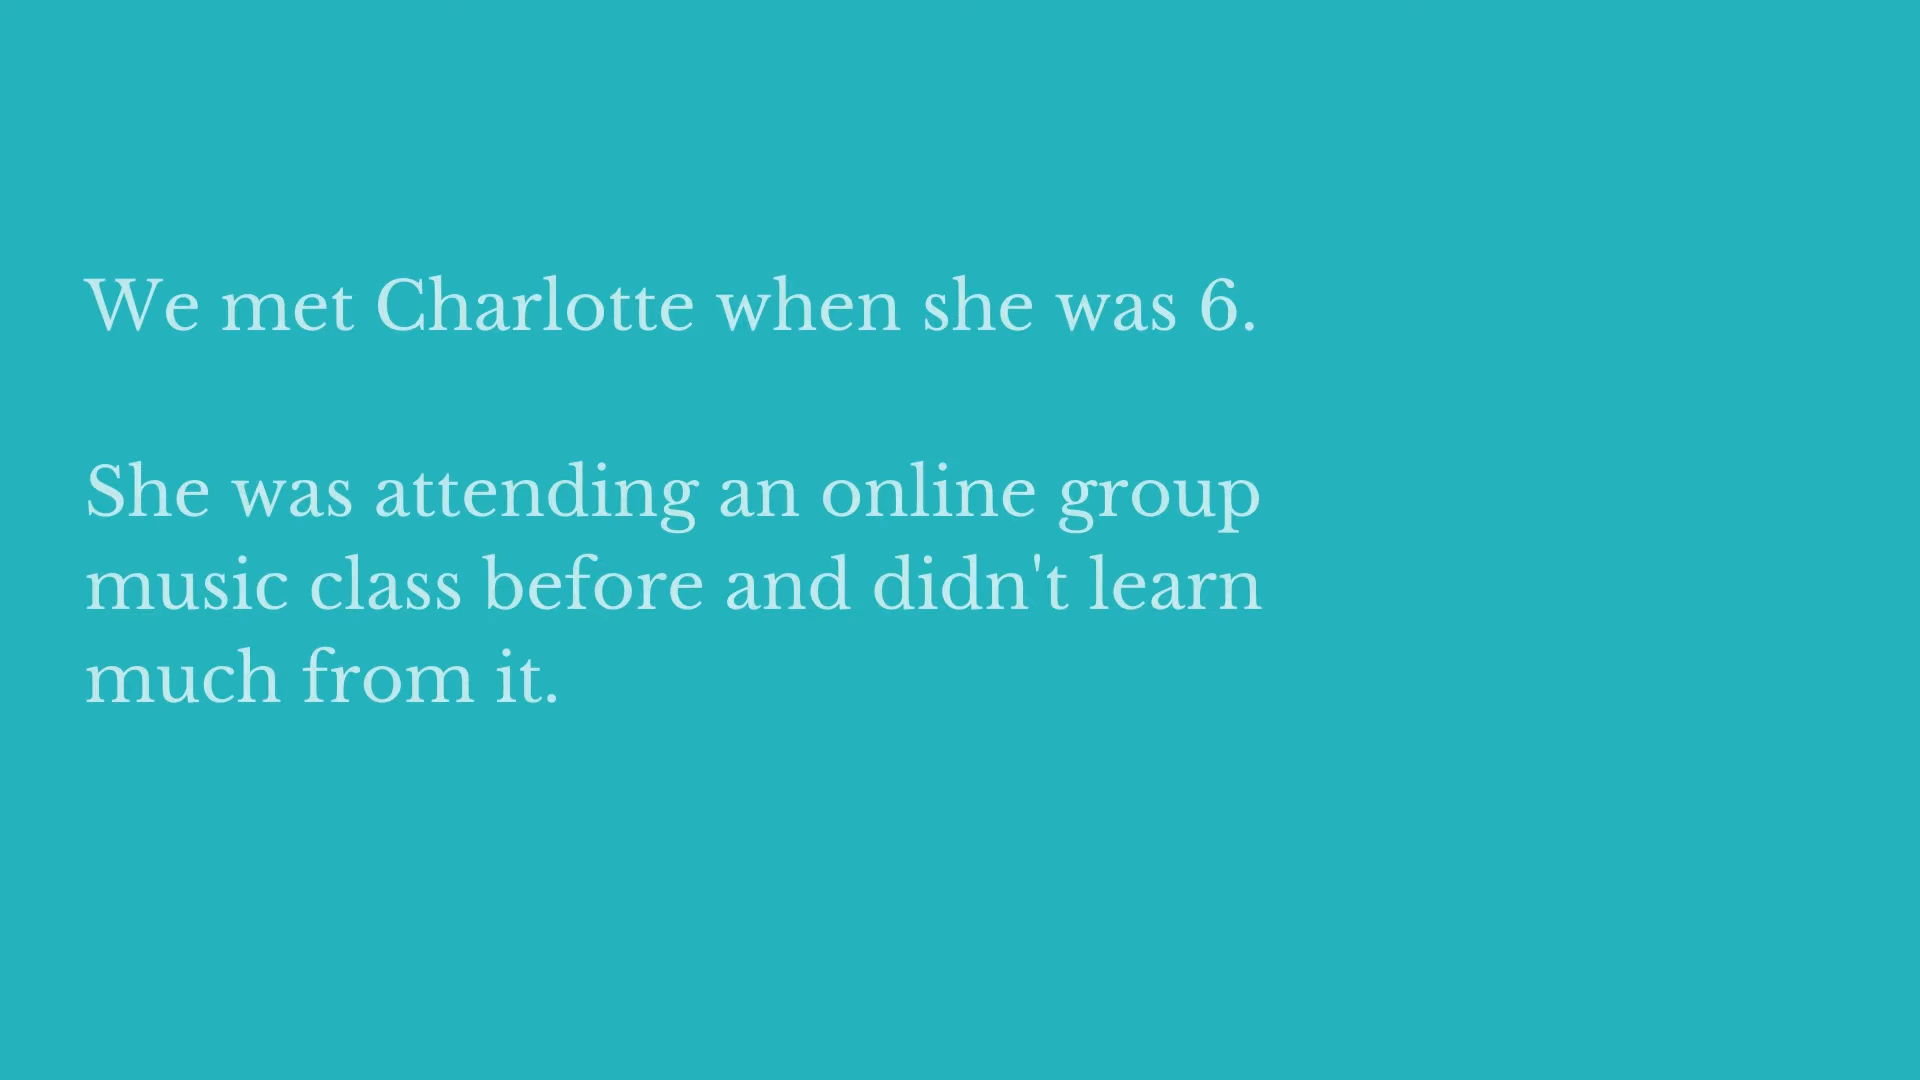 We met Charlotte when she was 6.
She was attending an online group
music class before and didn't learn
much from it.